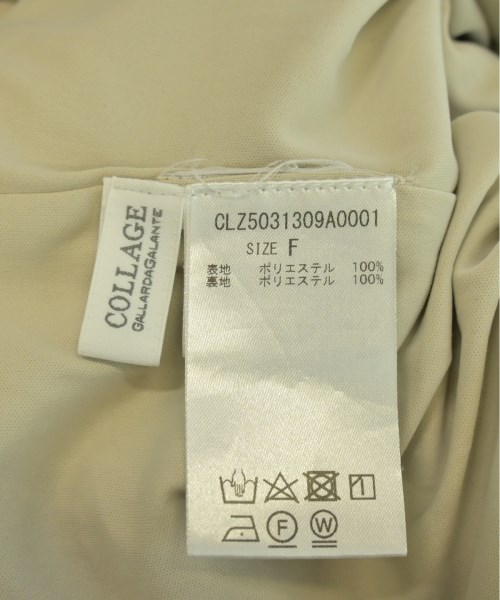 COLLAGE
GALLARDAGALANTE
CLZ5031309A0001
SIZE F
表地 ポリエステル 100%
裏地 ポリエステル 100%
F
W